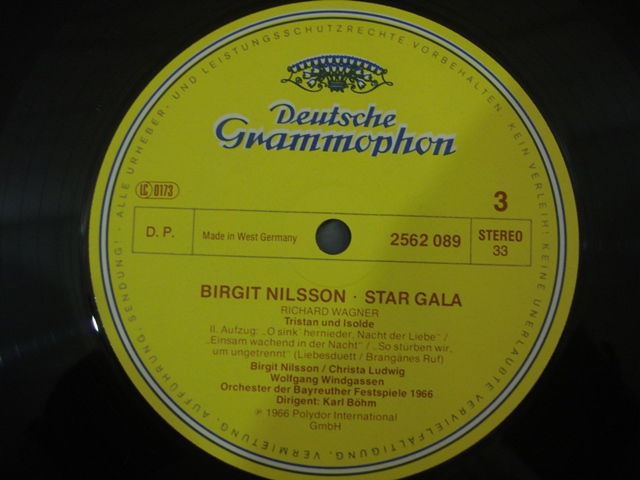 ALLE URHEBER- UND LEISTUNGSSCHUTZRECHTE VORBEHALTEN. KEIN VERLEIH! KEINE UNERLAUBTE VERVIELFÄLTIGUNG, VERMIETUNG, AUFFÜHRUNG, SENDUNG!
Deutsche
Grammophon
LC 0173
3
D. P.
Made in West Germany
2562 089
STEREO
33
BIRGIT NILSSON · STAR GALA
RICHARD WAGNER
Tristan und Isolde
II. Aufzug: „O sink' hernieder, Nacht der Liebe“ /
„Einsam wachend in der Nacht“ / „So stürben wir,
um ungetrennt“ (Liebesduett / Brangänes Ruf)
Birgit Nilsson / Christa Ludwig
Wolfgang Windgassen
Orchester der Bayreuther Festspiele 1966
Dirigent: Karl Böhm
℗ 1966 Polydor International
GmbH